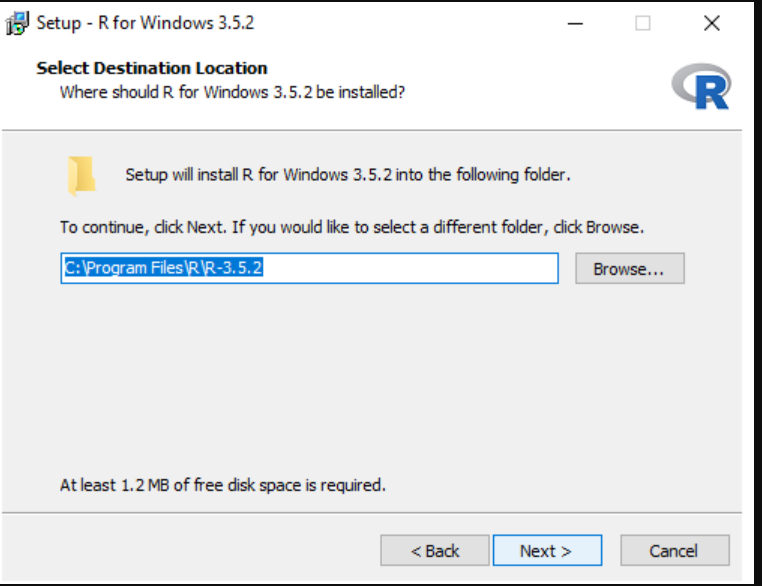 Setup - R for Windows 3.5.2
Select Destination Location
Where should R for Windows 3.5.2 be installed?
R
Setup will install R for Windows 3.5.2 into the following folder.
To continue, click Next. If you would like to select a different folder, click Browse.
C:\Program Files\R\R-3.5.2
Browse...
At least 1.2 MB of free disk space is required.
< Back Next > Cancel